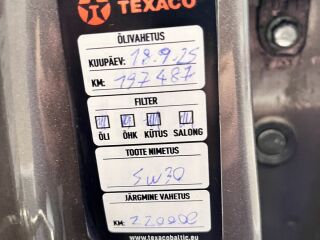 TEXACO
ÕLIVAHETUS
KUUPÄEV: 18.9.25
KM: 197487
FILTER
ÕLI ÕHK KÜTUS SALONG
TOOTE NIMETUS
5W30
JÄRGMINE VAHETUS
KM: 220000
www.texacobaltic.eu